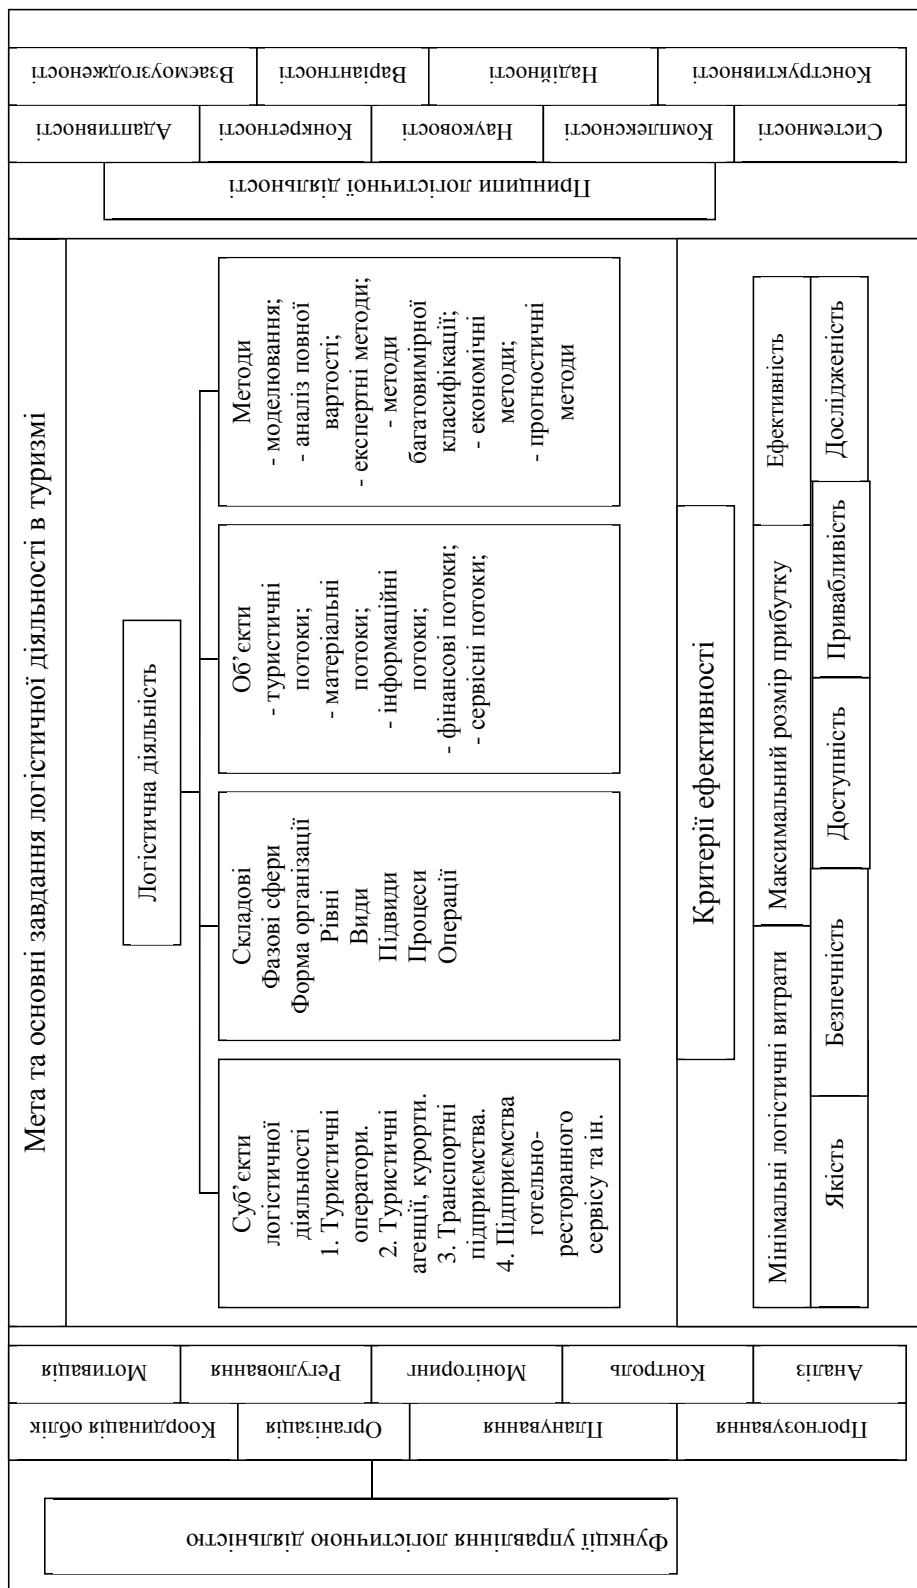 Мета та основні завдання логістичної діяльності в туризмі
Функції управління логістичною діяльністю
Координація облік
Організація
Планування
Прогнозування
Мотивація
Регулювання
Моніторинг
Контроль
Аналіз
Логістична діяльність
Суб’єкти
логістичної
діяльності
1. Туристичні
оператори.
2. Туристичні
агенції, курорти.
3. Транспортні
підприємства.
4. Підприємства
готельно-
ресторанного
сервісу та ін.
Складові
Фазові сфери
Форма організації
Рівні
Види
Підвиди
Процеси
Операції
Об’єкти
- туристичні
потоки;
- матеріальні
потоки;
- інформаційні
потоки;
- фінансові потоки;
- сервісні потоки;
Методи
- моделювання;
- аналіз повної
вартості;
- експертні методи;
- методи
багатовимірної
класифікації;
- економічні
методи;
- прогностичні
методи
Критерії ефективності
Мінімальні логістичні витрати
Максимальний розмір прибутку
Ефективність
Якість
Безпечність
Доступність
Привабливість
Дослідженість
Принципи логістичної діяльності
Адаптивності
Конкретності
Науковості
Комплексності
Системності
Взаємоузгодженості
Варіантності
Надійності
Конструктивності